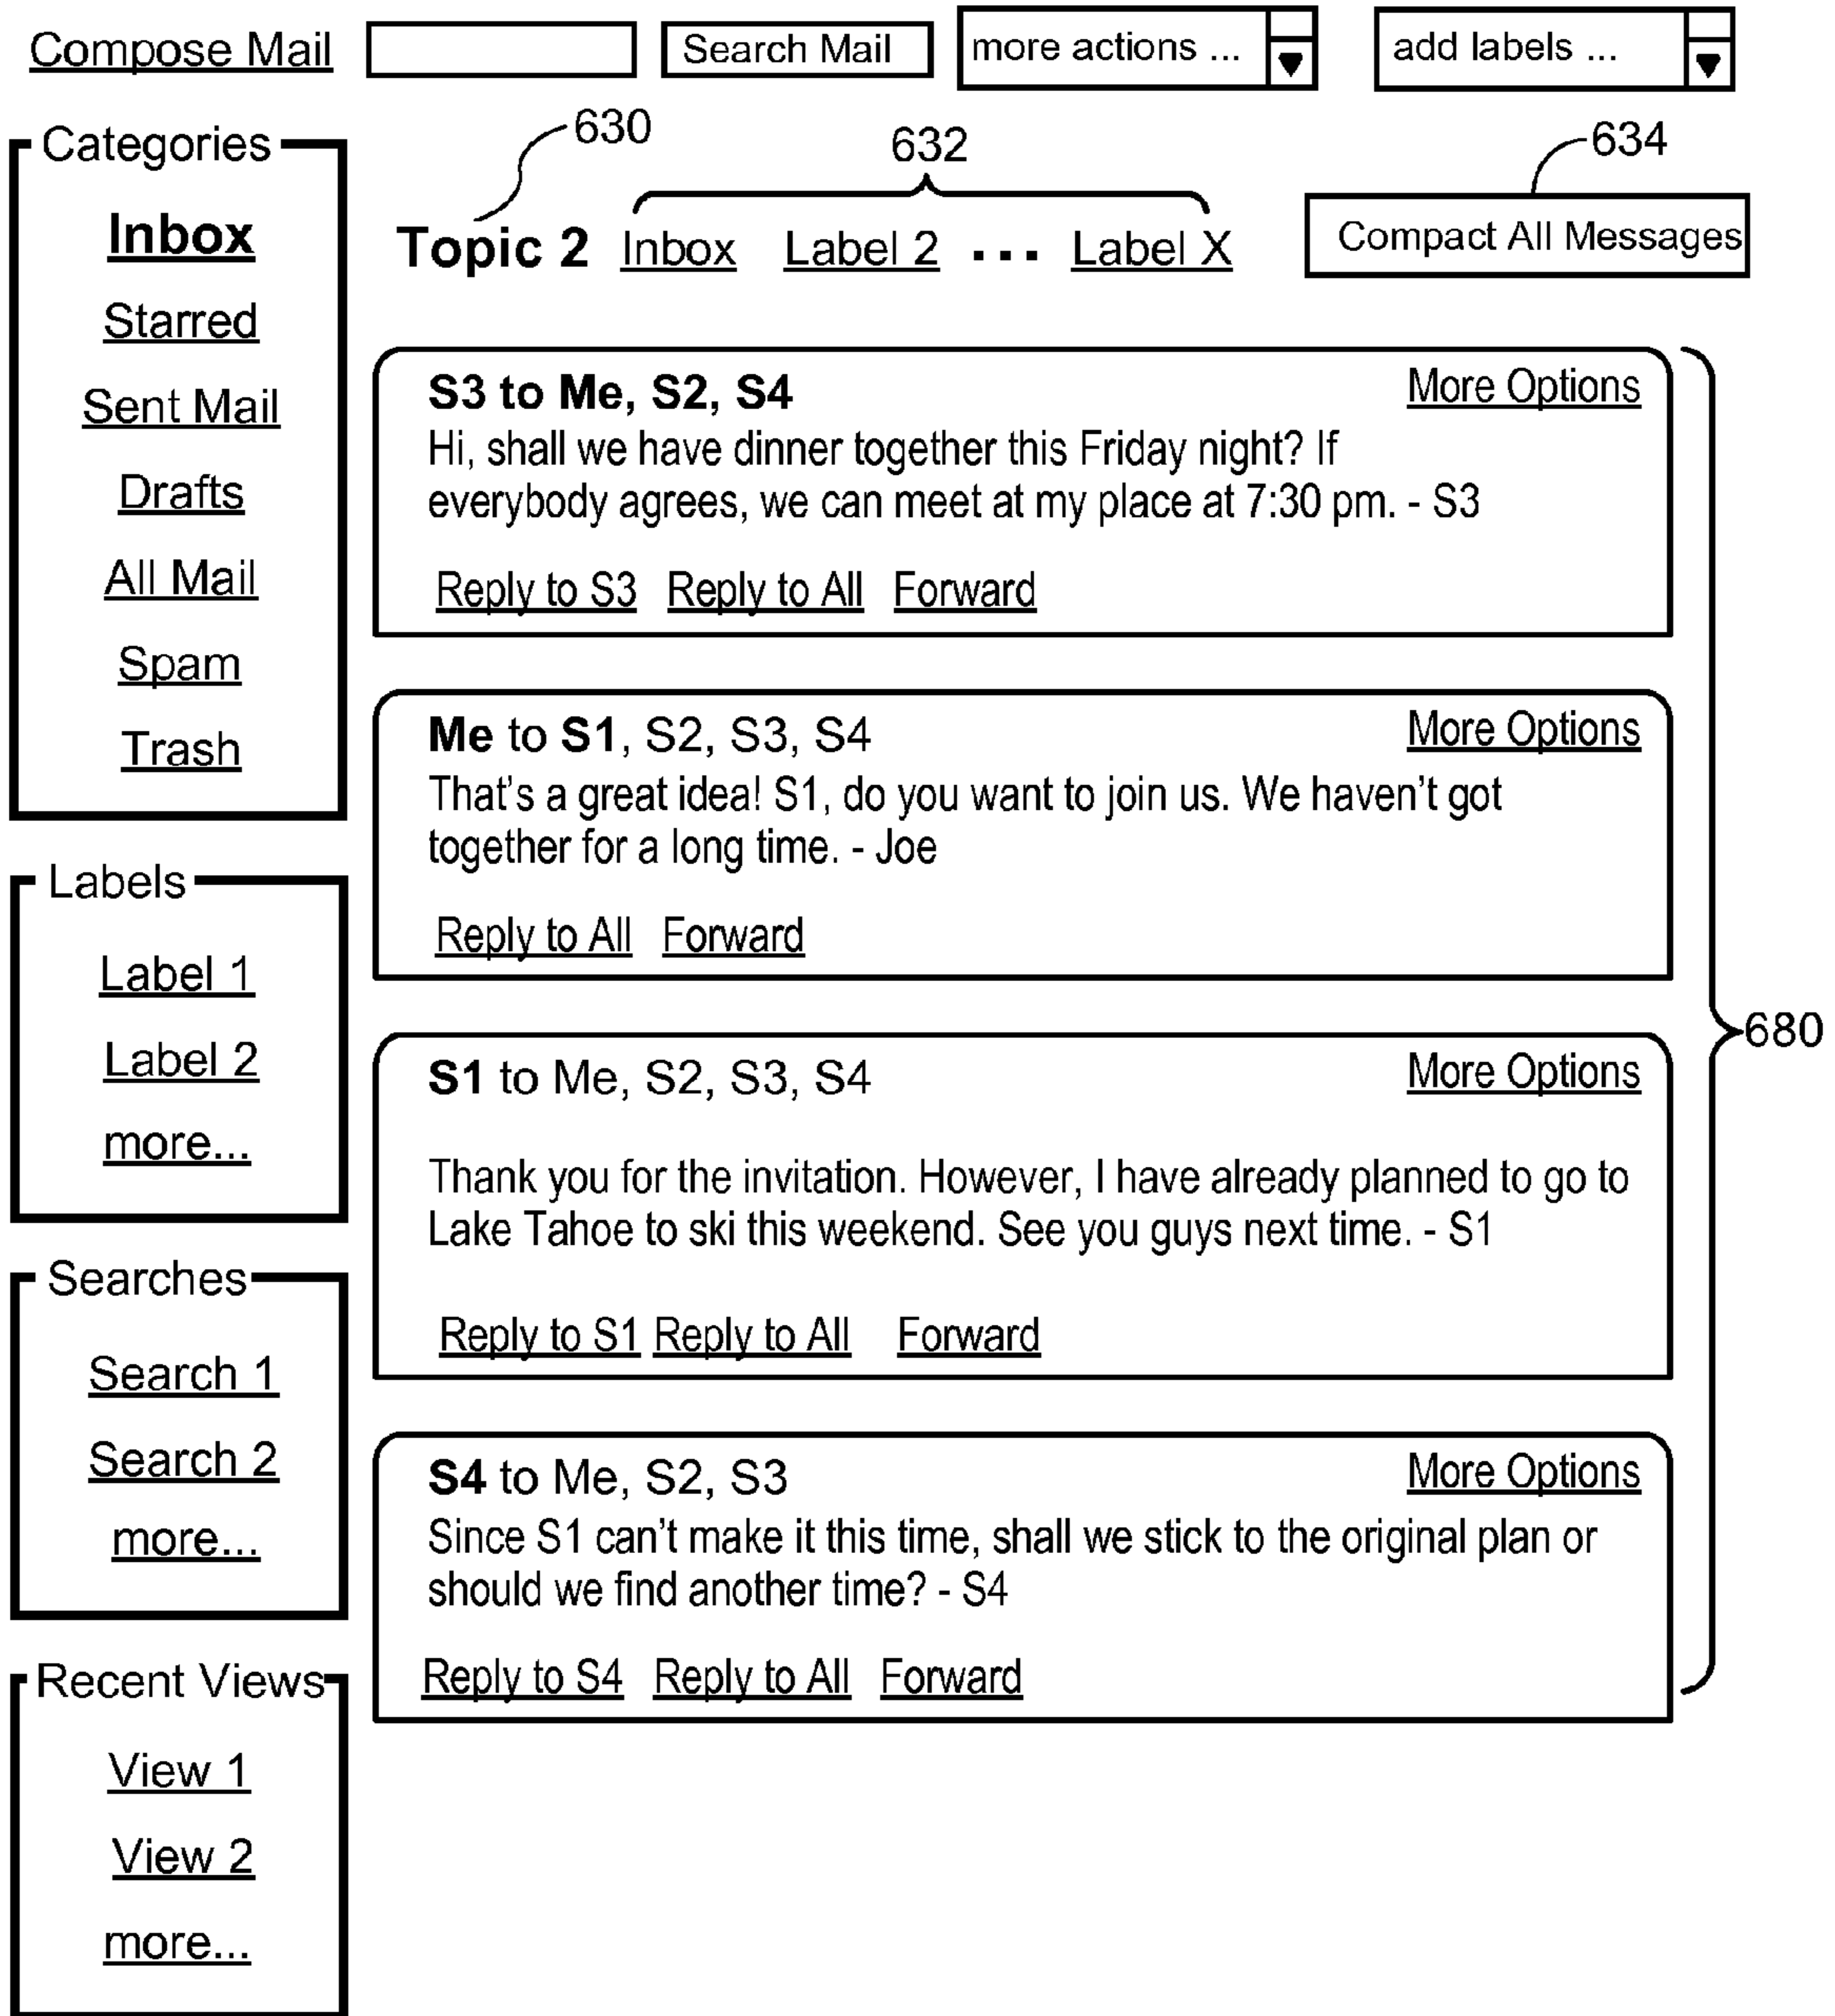 Compose Mail Search Mail more actions ... add labels ...
630
632
634
Categories
Inbox
Starred
Sent Mail
Drafts
All Mail
Spam
Trash
Labels
Label 1
Label 2
more...
Searches
Search 1
Search 2
more...
Recent Views
View 1
View 2
more...
Topic 2 Inbox Label 2 ... Label X Compact All Messages
S3 to Me, S2, S4 More Options
Hi, shall we have dinner together this Friday night? If
everybody agrees, we can meet at my place at 7:30 pm. - S3
Reply to S3 Reply to All Forward
Me to S1, S2, S3, S4 More Options
That's a great idea! S1, do you want to join us. We haven't got
together for a long time. - Joe
Reply to All Forward
S1 to Me, S2, S3, S4 More Options
Thank you for the invitation. However, I have already planned to go to
Lake Tahoe to ski this weekend. See you guys next time. - S1
Reply to S1 Reply to All Forward
S4 to Me, S2, S3 More Options
Since S1 can't make it this time, shall we stick to the original plan or
should we find another time? - S4
Reply to S4 Reply to All Forward
680